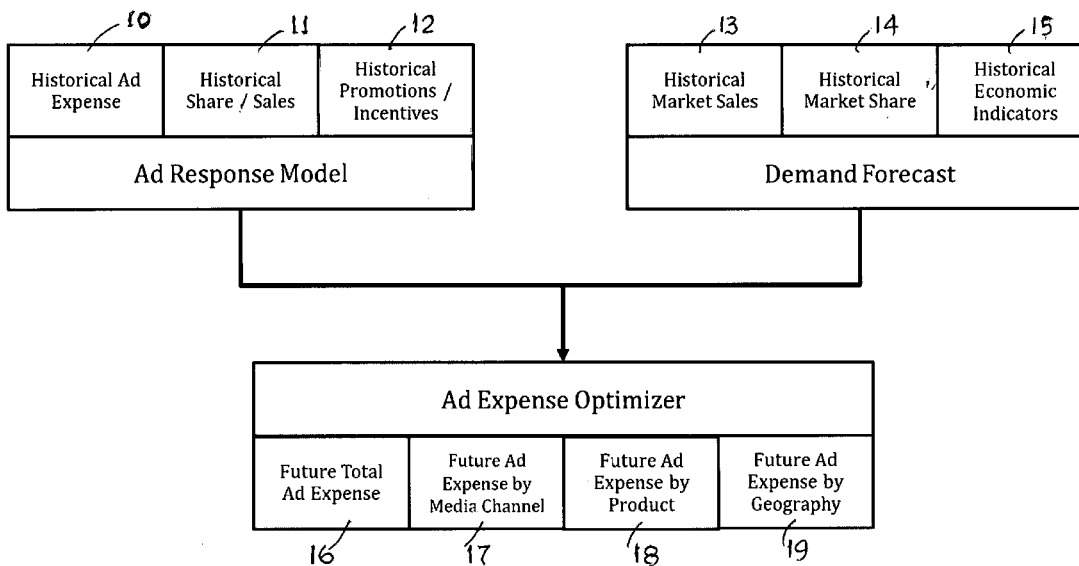 10
11
12
13
14
15
Historical Ad
Expense
Historical
Share / Sales
Historical
Promotions /
Incentives
Historical
Market Sales
Historical
Market Share
Historical
Economic
Indicators
Ad Response Model
Demand Forecast
Ad Expense Optimizer
Future Total
Ad Expense
Future Ad
Expense by
Media Channel
Future Ad
Expense by
Product
Future Ad
Expense by
Geography
16
17
18
19